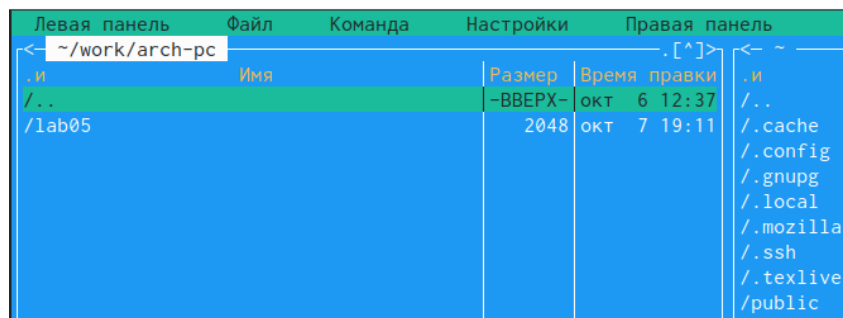 Левая панель Файл Команда Настройки Правая панель
<— ~/work/arch-pc .[^]>
.и Имя Размер Время правки
/.. -ВВЕРХ- окт 6 12:37
/lab05 2048 окт 7 19:11
<— ~
.и
/..
/.cache
/.config
/.gnupg
/.local
/.mozilla
/.ssh
/.texlive
/public